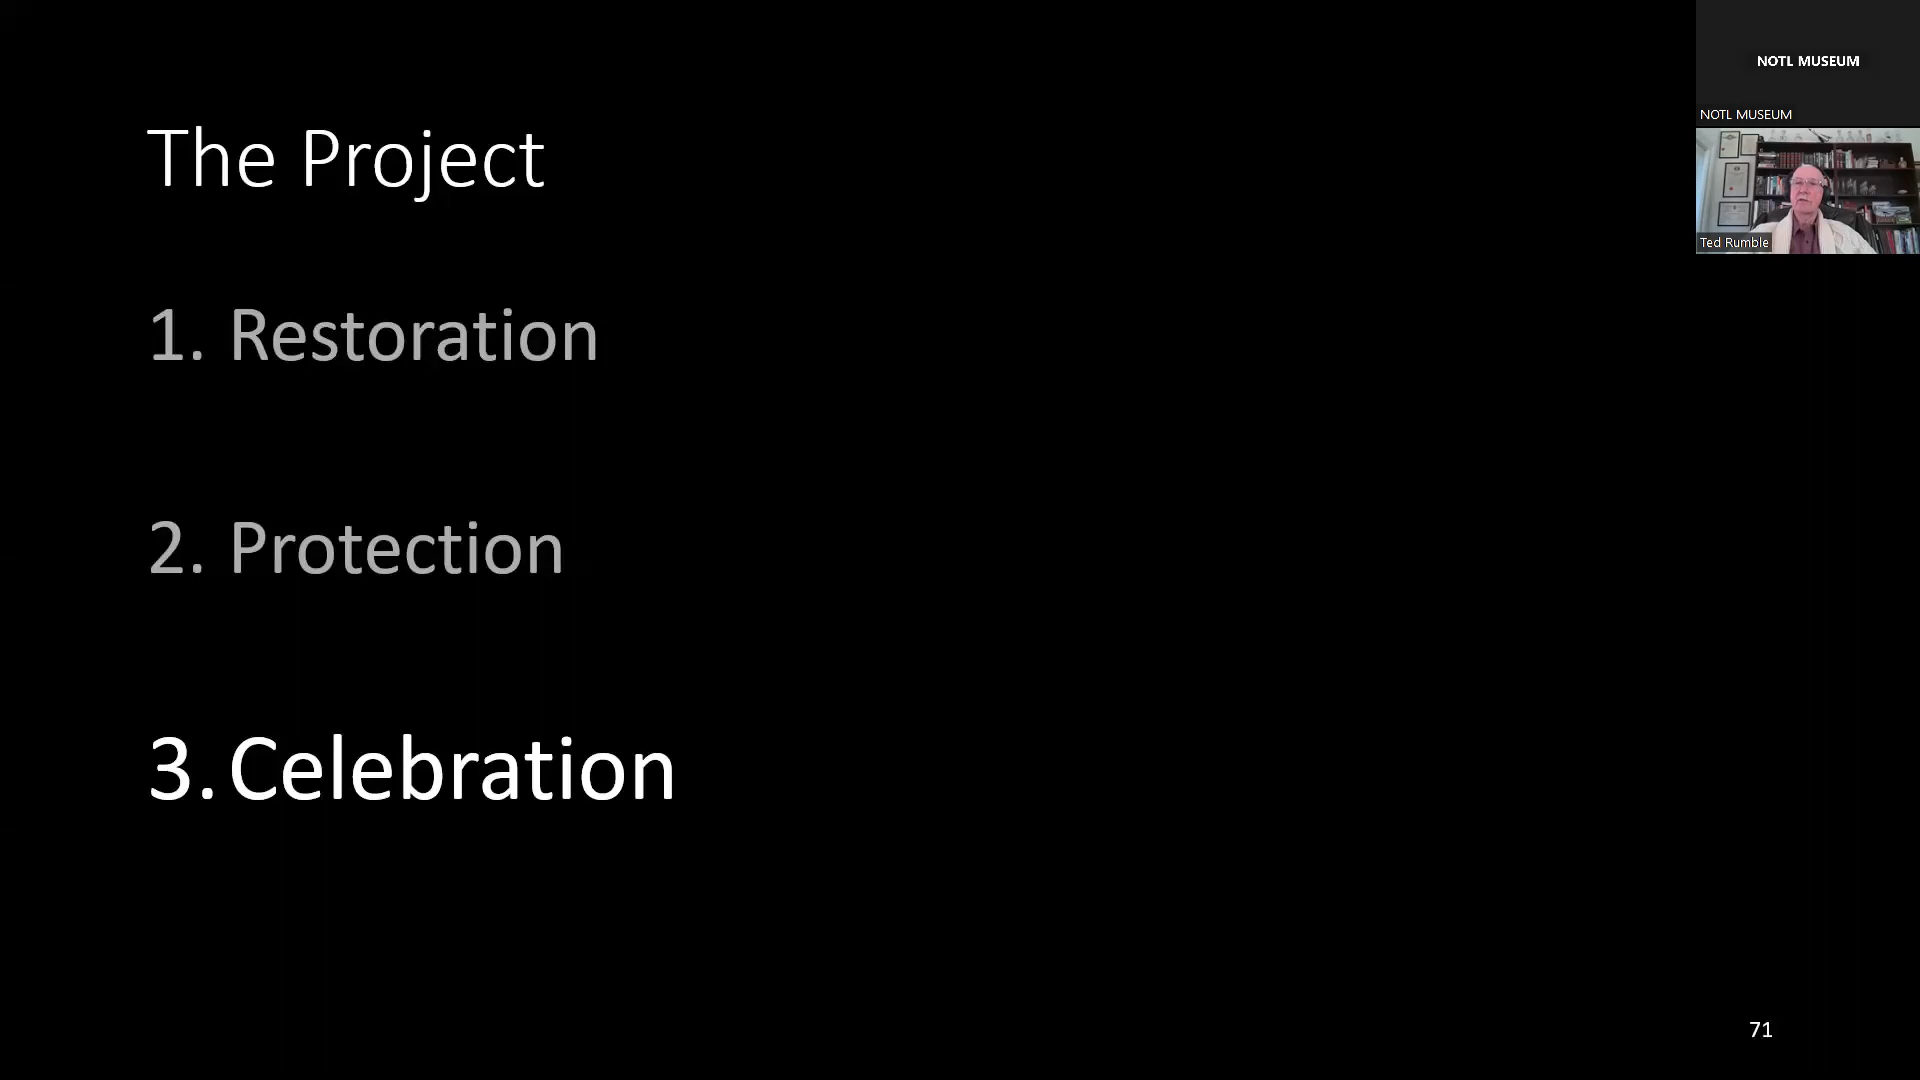 The Project
1. Restoration
2. Protection
3. Celebration
71
NOTL MUSEUM
NOTL MUSEUM
Ted Rumble